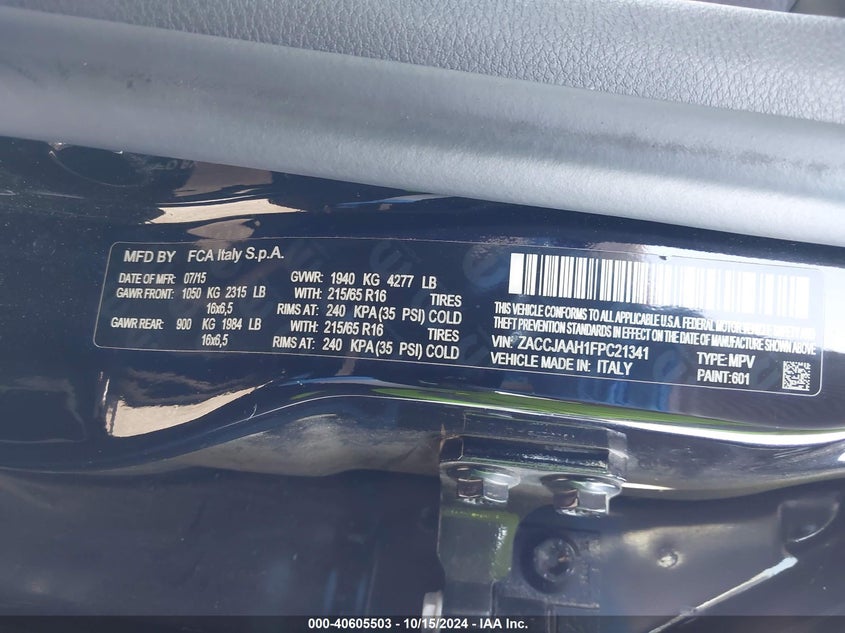 MFD BY FCA Italy S.p.A.
DATE OF MFR: 07/15 GVWR: 1940 KG 4277 LB
GAWR FRONT: 1050 KG 2315 LB WITH: 215/65 R16 TIRES
16x6,5 RIMS AT: 240 KPA(35 PSI) COLD
GAWR REAR: 900 KG 1984 LB WITH: 215/65 R16 TIRES
16x6,5 RIMS AT: 240 KPA(35 PSI) COLD
THIS VEHICLE CONFORMS TO ALL APPLICABLE U.S.A. FEDERAL MOTOR VEHICLE SAFETY AND
THEFT PREVENTION STANDARDS IN EFFECT ON THE DATE OF MANUFACTURE SHOWN ABOVE.
VIN: ZACCJAAH1FPC21341 TYPE: MPV
VEHICLE MADE IN: ITALY PAINT: 601
000-40605503 - 10/15/2024 - IAA Inc.